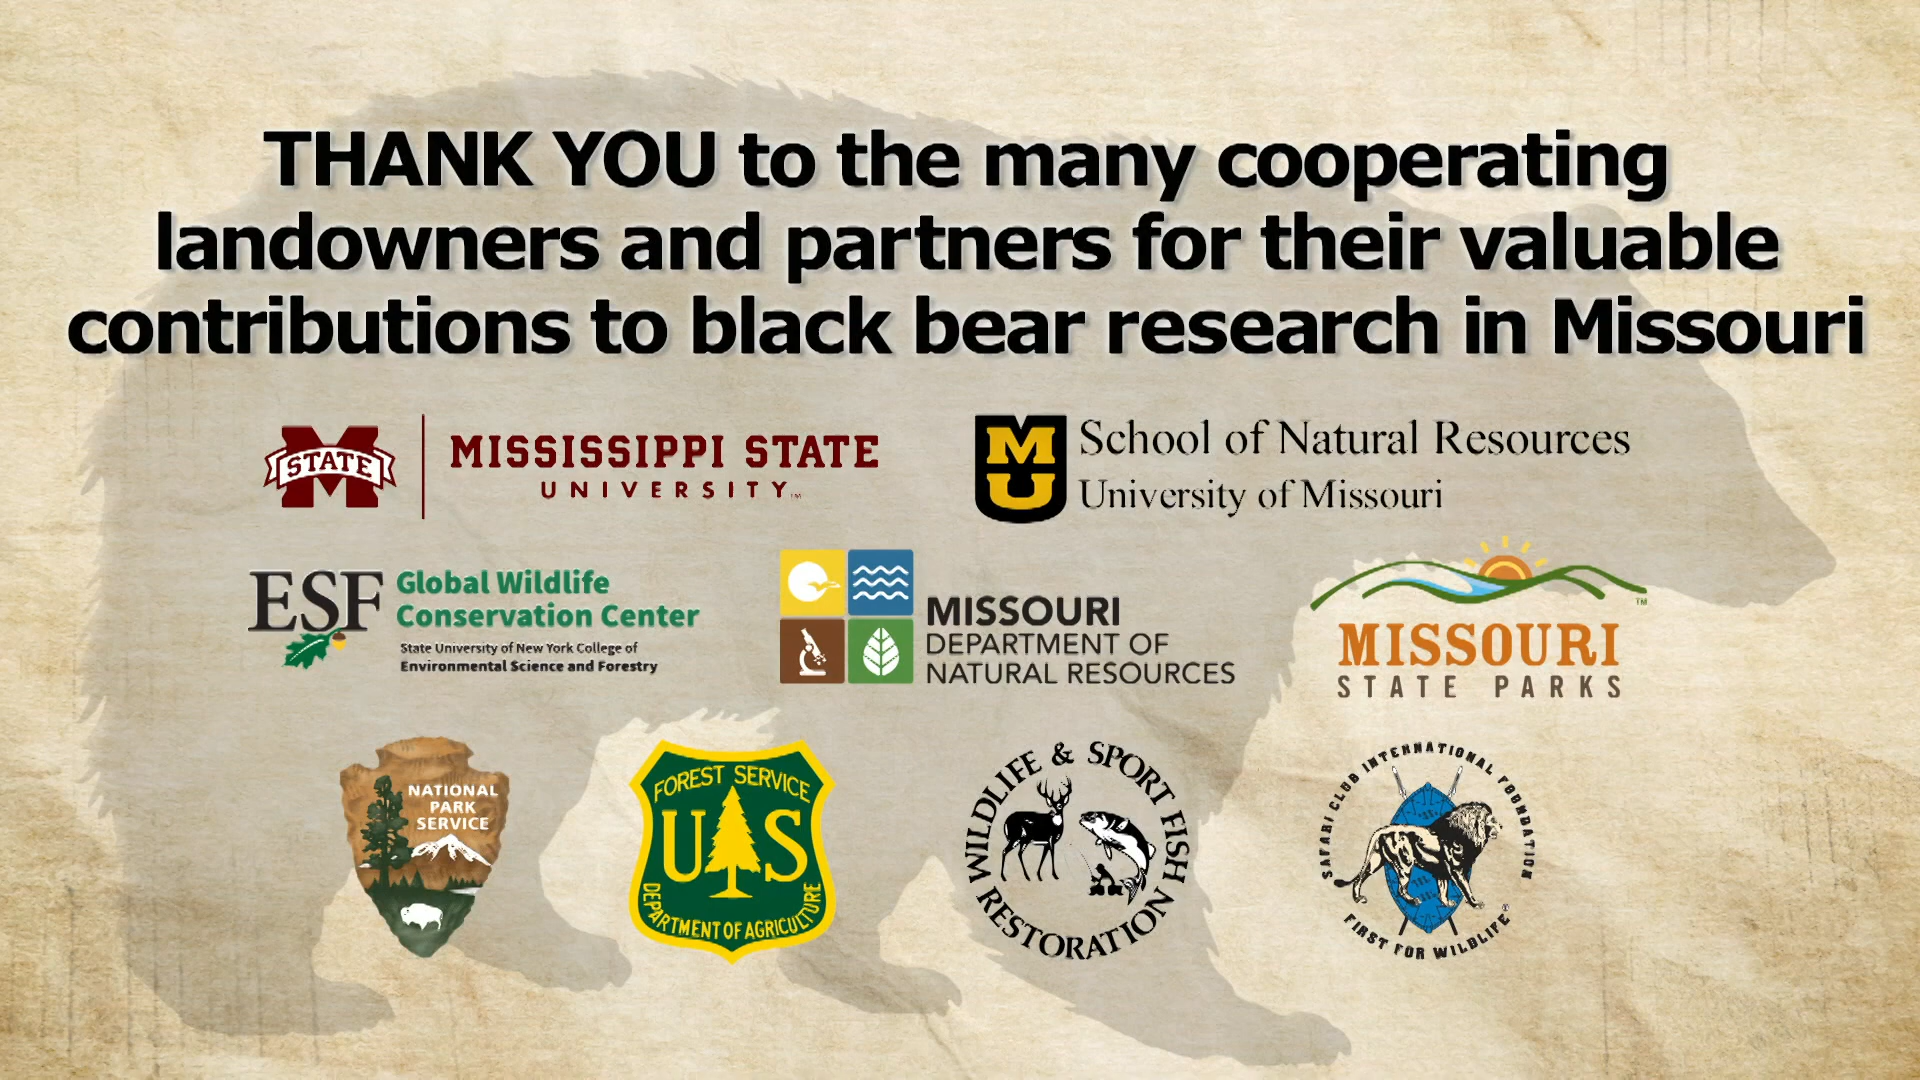 THANK YOU to the many cooperating
landowners and partners for their valuable
contributions to black bear research in Missouri
STATE
MISSISSIPPI STATE
UNIVERSITY™
MU
School of Natural Resources
University of Missouri
ESF
Global Wildlife
Conservation Center
State University of New York College of
Environmental Science and Forestry
MISSOURI
DEPARTMENT OF
NATURAL RESOURCES
TM
MISSOURI
STATE PARKS
NATIONAL
PARK
SERVICE
FOREST SERVICE
U S
DEPARTMENT OF AGRICULTURE
WILDLIFE & SPORT FISH
RESTORATION
SAFARI CLUB INTERNATIONAL FOUNDATION
FIRST FOR WILDLIFE®